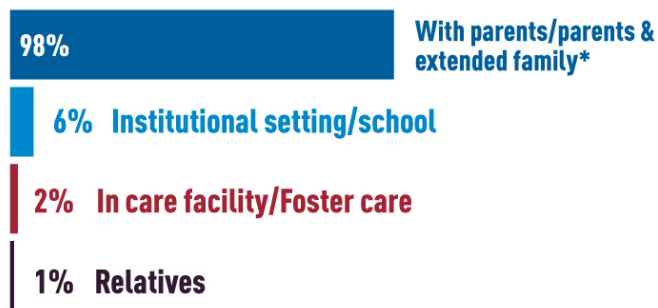 98% With parents/parents &
extended family*
6% Institutional setting/school
2% In care facility/Foster care
1% Relatives